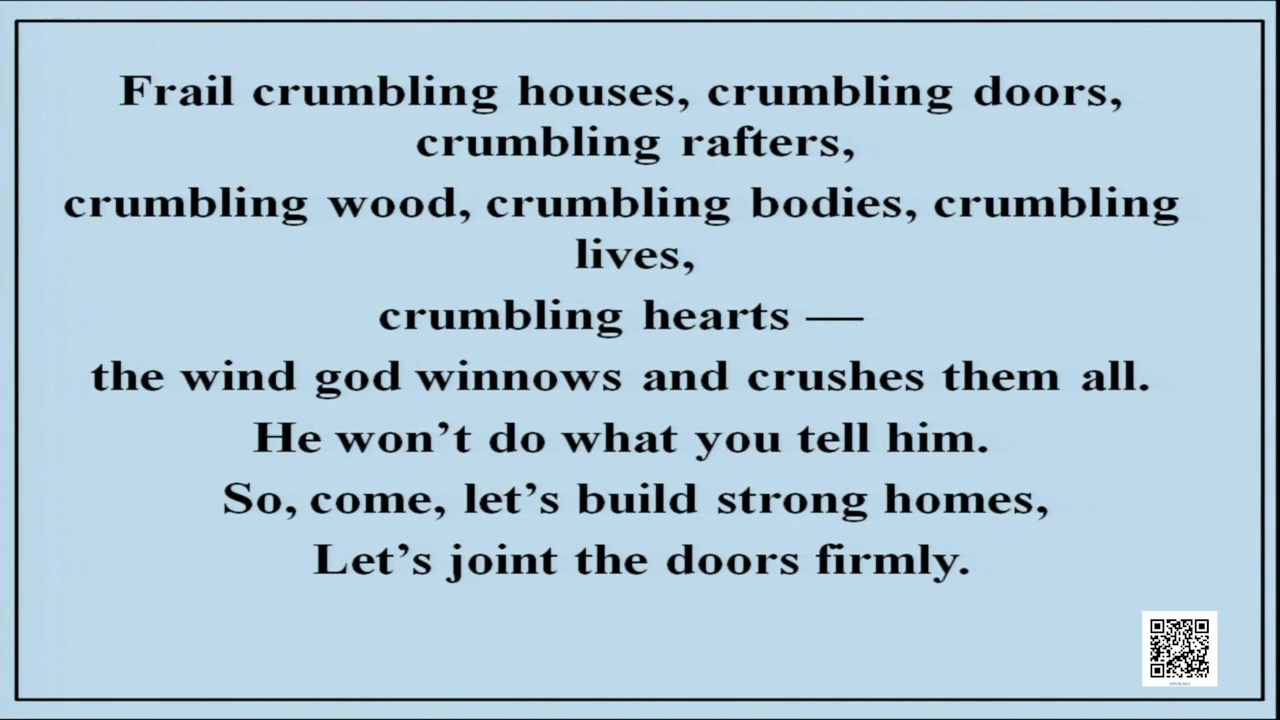 Frail crumbling houses, crumbling doors,
crumbling rafters,
crumbling wood, crumbling bodies, crumbling
lives,
crumbling hearts —
the wind god winnows and crushes them all.
He won’t do what you tell him.
So, come, let’s build strong homes,
Let’s joint the doors firmly.